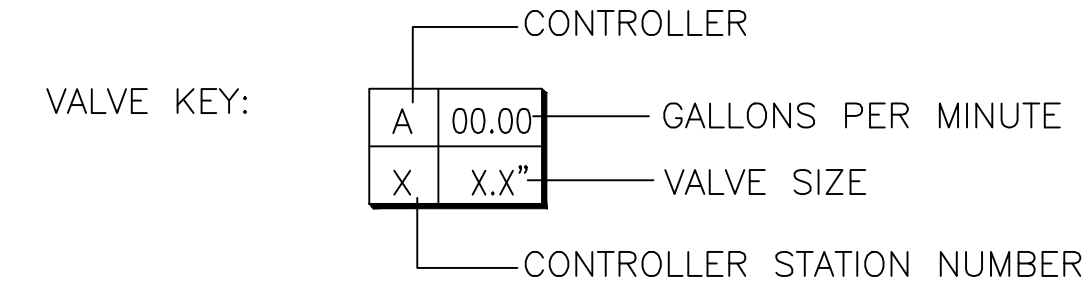 CONTROLLER
VALVE KEY:
A 00.00 GALLONS PER MINUTE
X X.X" VALVE SIZE
CONTROLLER STATION NUMBER